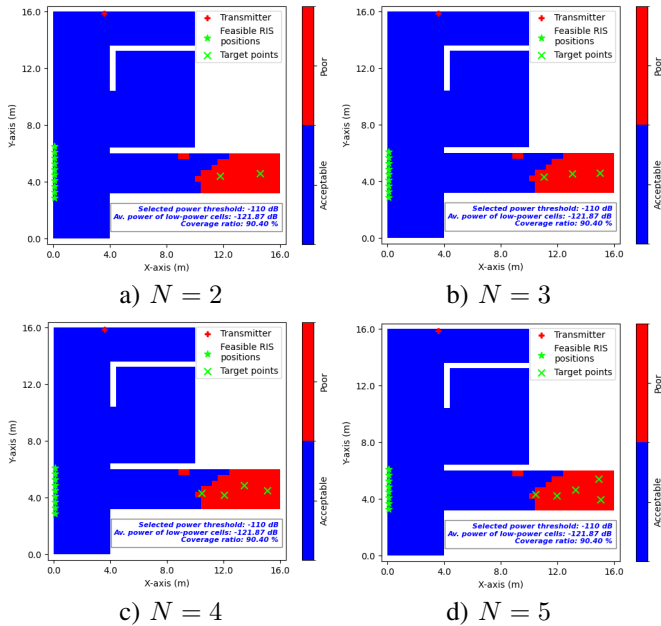 16.0
12.0
8.0
4.0
0.0
Y-axis (m)
Transmitter
Feasible RIS
positions
Target points
Selected power threshold: -110 dB
Av. power of low-power cells: -121.87 dB
Coverage ratio: 90.40 %
0.0 4.0 8.0 12.0 16.0
X-axis (m)
Poor
Acceptable
a) N = 2
16.0
12.0
8.0
4.0
0.0
Y-axis (m)
Transmitter
Feasible RIS
positions
Target points
Selected power threshold: -110 dB
Av. power of low-power cells: -121.87 dB
Coverage ratio: 90.40 %
0.0 4.0 8.0 12.0 16.0
X-axis (m)
Poor
Acceptable
b) N = 3
16.0
12.0
8.0
4.0
0.0
Y-axis (m)
Transmitter
Feasible RIS
positions
Target points
Selected power threshold: -110 dB
Av. power of low-power cells: -121.87 dB
Coverage ratio: 90.40 %
0.0 4.0 8.0 12.0 16.0
X-axis (m)
Poor
Acceptable
c) N = 4
16.0
12.0
8.0
4.0
0.0
Y-axis (m)
Transmitter
Feasible RIS
positions
Target points
Selected power threshold: -110 dB
Av. power of low-power cells: -121.87 dB
Coverage ratio: 90.40 %
0.0 4.0 8.0 12.0 16.0
X-axis (m)
Poor
Acceptable
d) N = 5